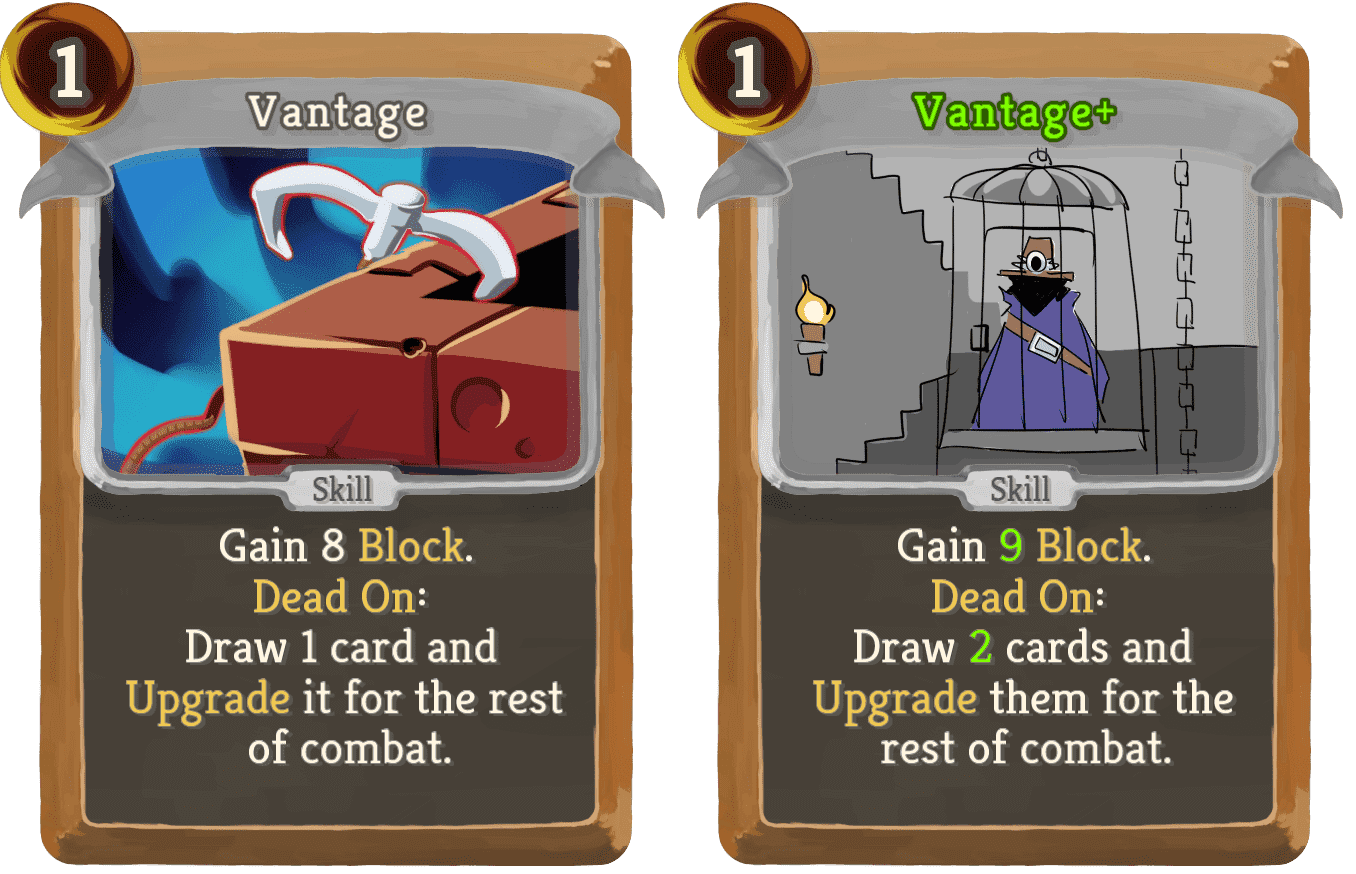 1
Vantage
Skill
Gain 8 Block.
Dead On:
Draw 1 card and
Upgrade it for the rest
of combat.
1
Vantage+
Skill
Gain 9 Block.
Dead On:
Draw 2 cards and
Upgrade them for the
rest of combat.